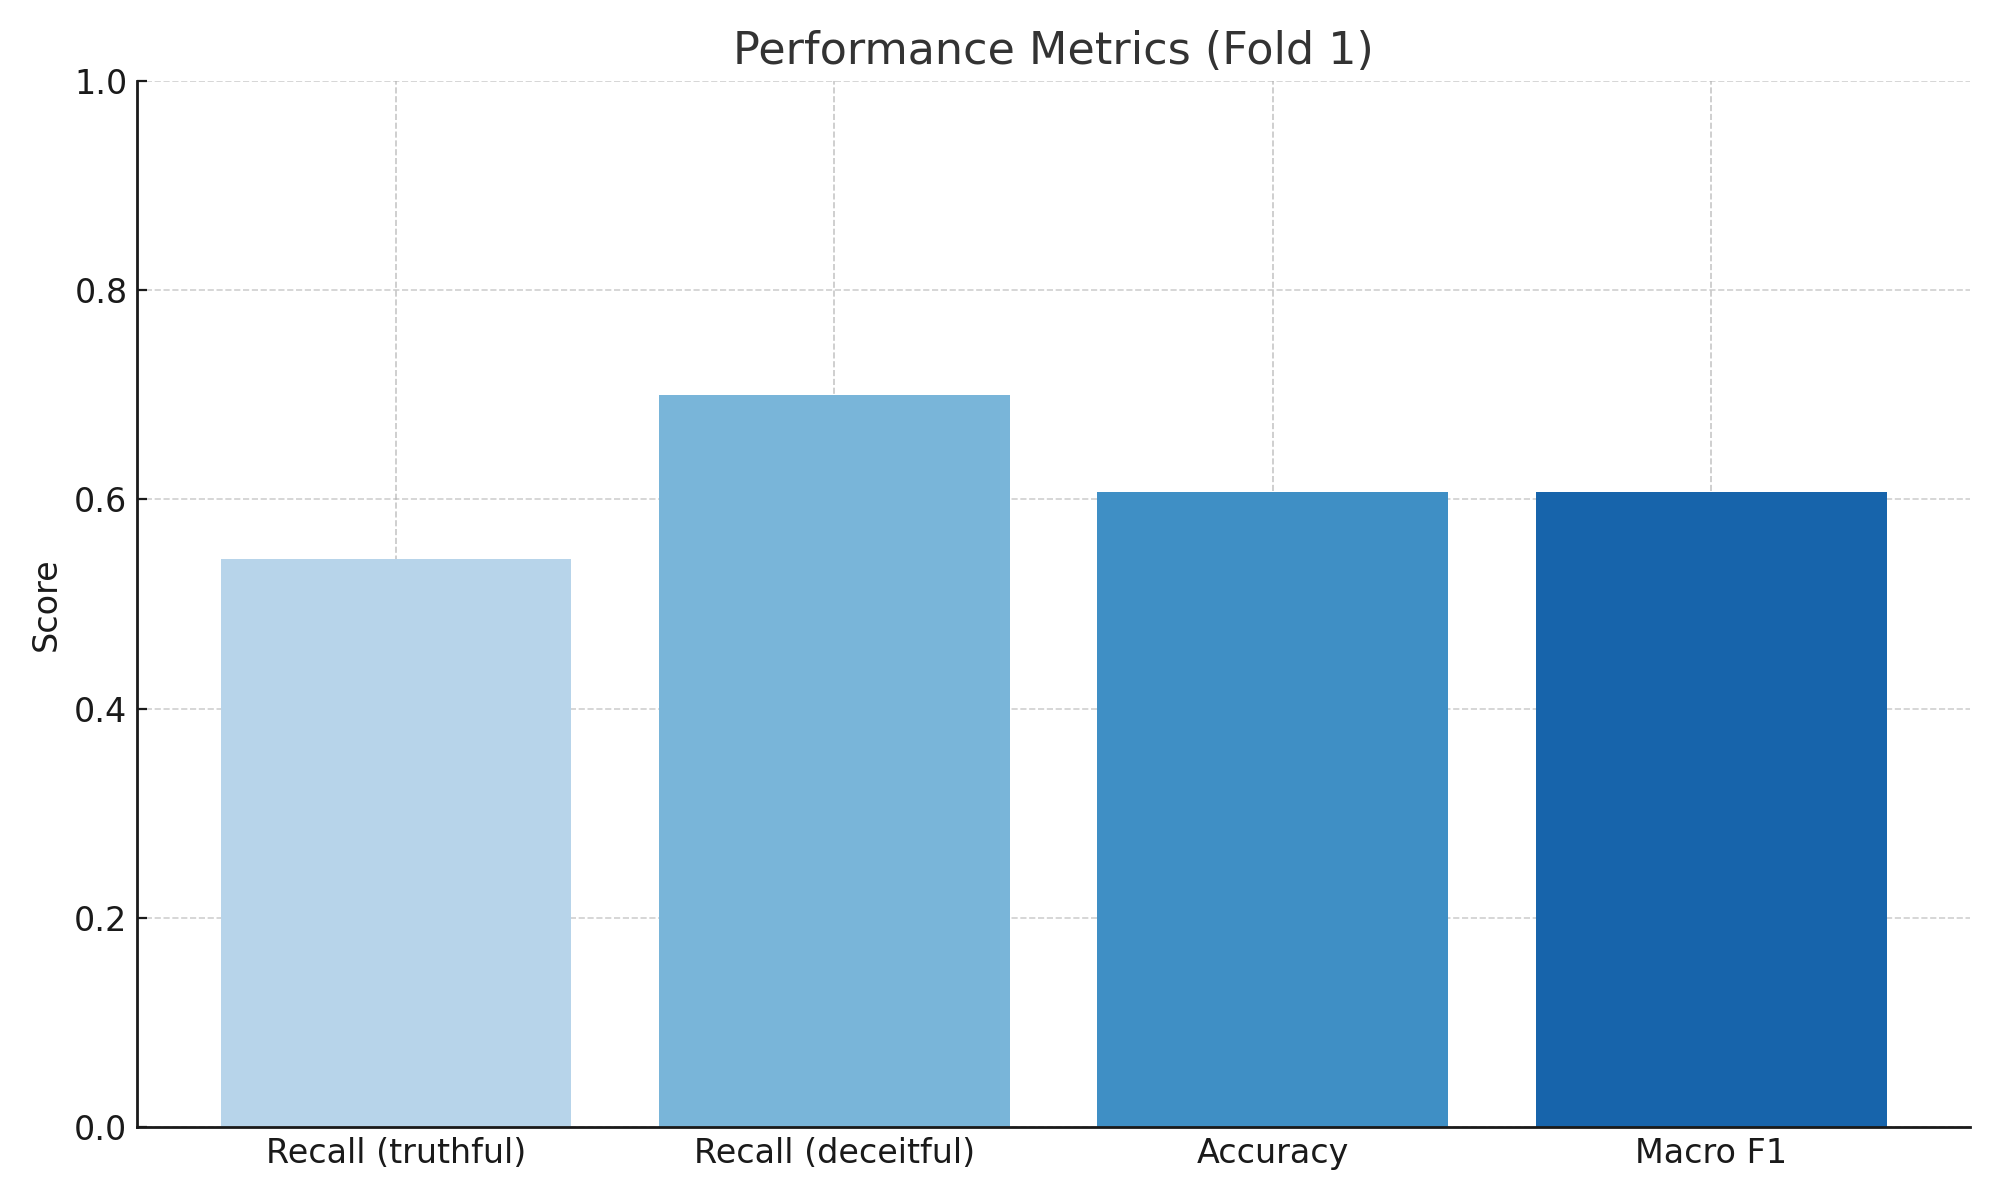 Performance Metrics (Fold 1)
1.0
0.8
0.6
0.4
0.2
0.0
Score
Recall (truthful)
Recall (deceitful)
Accuracy
Macro F1